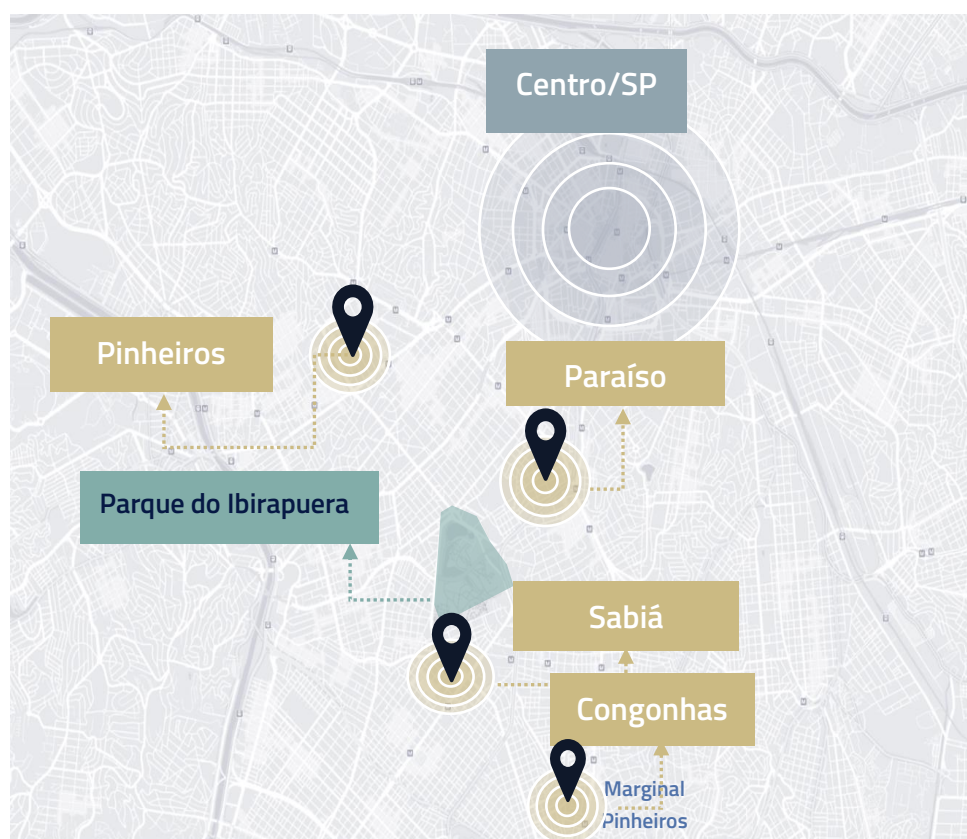 Centro/SP
Pinheiros
Paraíso
Parque do Ibirapuera
Sabiá
Congonhas
Marginal
Pinheiros